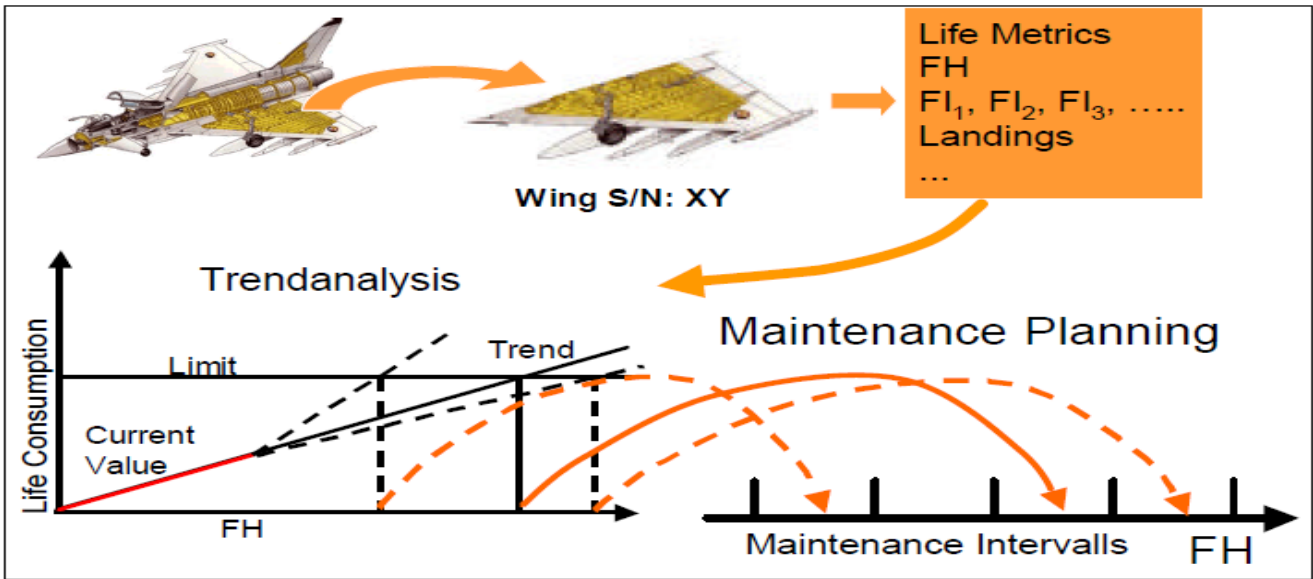 Life Metrics
FH
FI₁, FI₂, FI₃, …..
Landings
...
Wing S/N: XY
Trendanalysis
Life Consumption
Limit
Trend
Current
Value
FH
Maintenance Planning
Maintenance Intervalls
FH